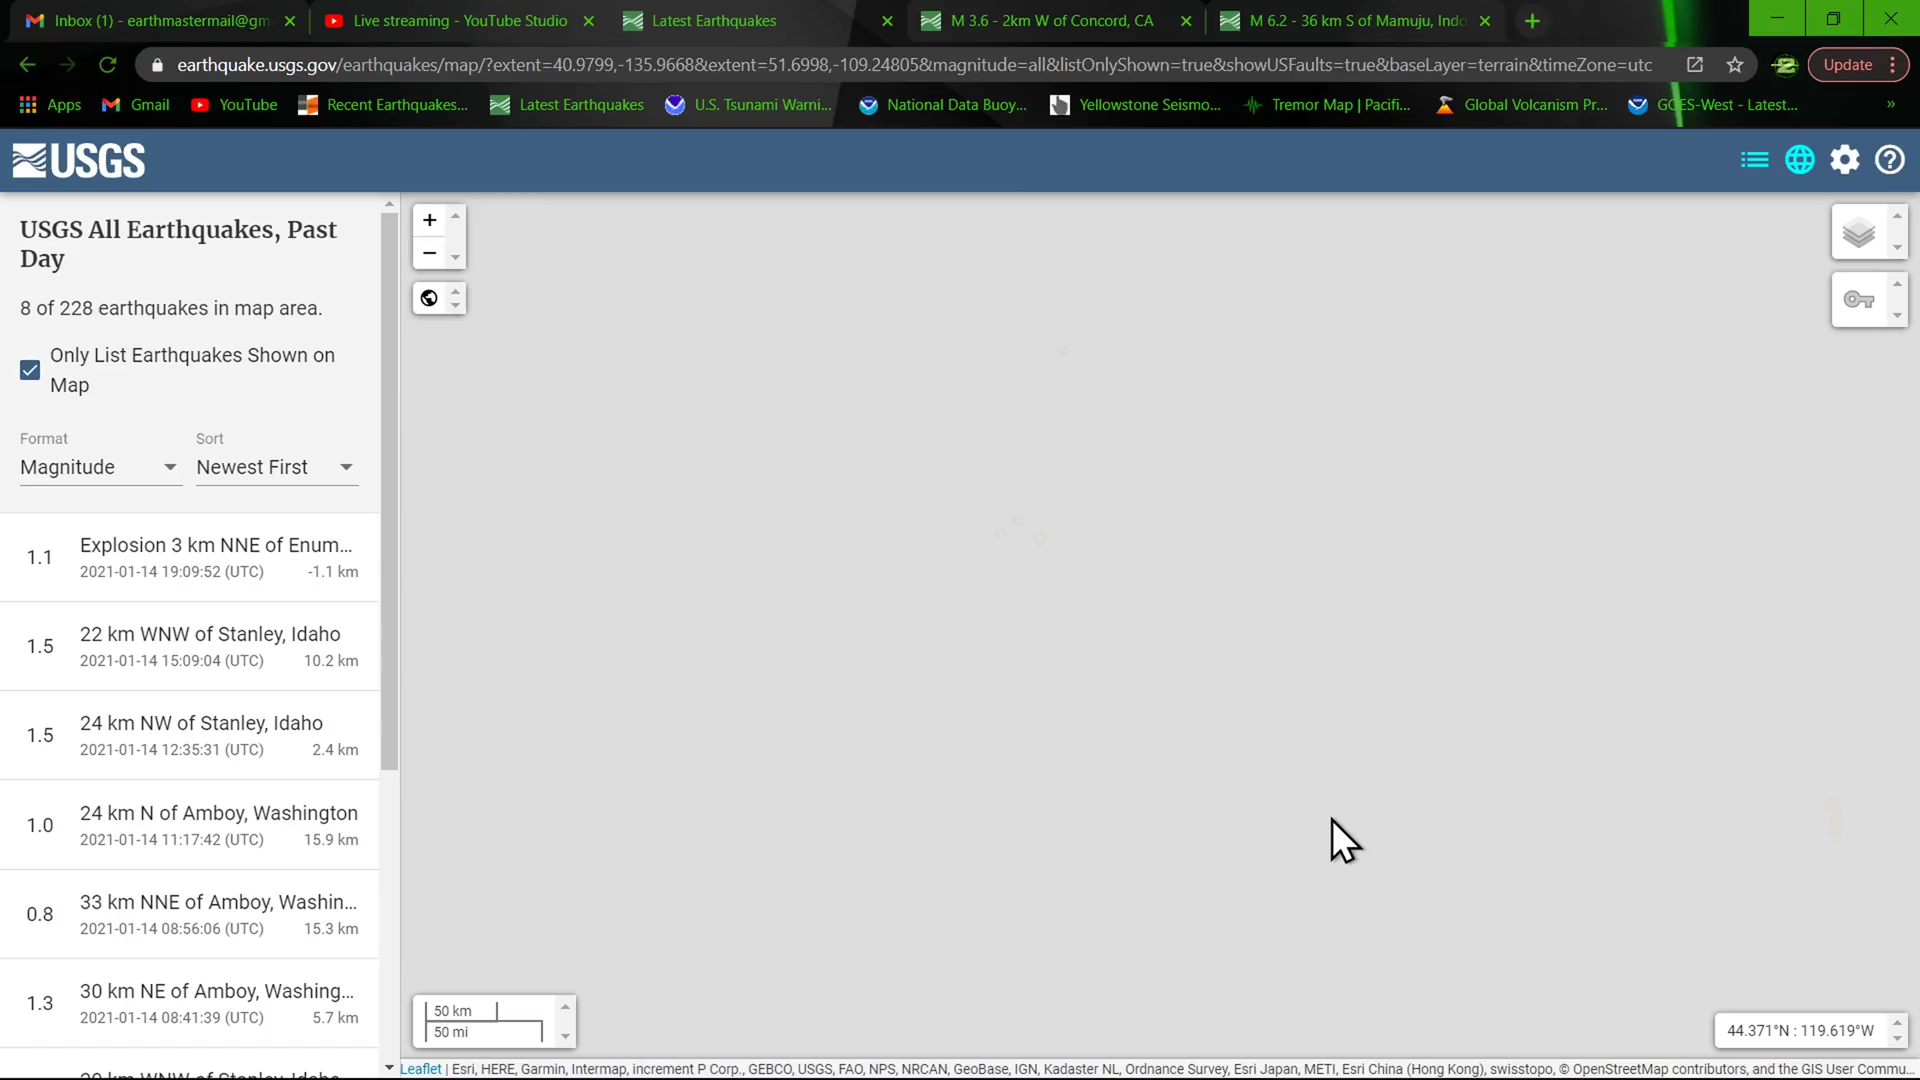 Inbox (1) - earthmastermail@gm
Live streaming - YouTube Studio
Latest Earthquakes
M 3.6 - 2km W of Concord, CA
M 6.2 - 36 km S of Mamuju, Indo
earthquake.usgs.gov/earthquakes/map/?extent=40.9799,-135.9668&extent=51.6998,-109.24805&magnitude=all&listOnlyShown=true&showUSFaults=true&baseLayer=terrain&timeZone=utc
Update
Apps
Gmail
YouTube
Recent Earthquakes...
Latest Earthquakes
U.S. Tsunami Warni...
National Data Buoy...
Yellowstone Seismo...
Tremor Map | Pacifi...
Global Volcanism Pr...
GOES-West - Latest...
»
USGS
USGS All Earthquakes, Past
Day
8 of 228 earthquakes in map area.
Only List Earthquakes Shown on
Map
Format
Sort
Magnitude
Newest First
1.1
Explosion 3 km NNE of Enum...
2021-01-14 19:09:52 (UTC)
-1.1 km
1.5
22 km WNW of Stanley, Idaho
2021-01-14 15:09:04 (UTC)
10.2 km
1.5
24 km NW of Stanley, Idaho
2021-01-14 12:35:31 (UTC)
2.4 km
1.0
24 km N of Amboy, Washington
2021-01-14 11:17:42 (UTC)
15.9 km
0.8
33 km NNE of Amboy, Washin...
2021-01-14 08:56:06 (UTC)
15.3 km
1.3
30 km NE of Amboy, Washing...
2021-01-14 08:41:39 (UTC)
5.7 km
50 km
50 mi
44.371°N : 119.619°W
Leaflet | Esri, HERE, Garmin, Intermap, increment P Corp., GEBCO, USGS, FAO, NPS, NRCAN, GeoBase, IGN, Kadaster NL, Ordnance Survey, Esri Japan, METI, Esri China (Hong Kong), swisstopo, © OpenStreetMap contributors, and the GIS User Commu...